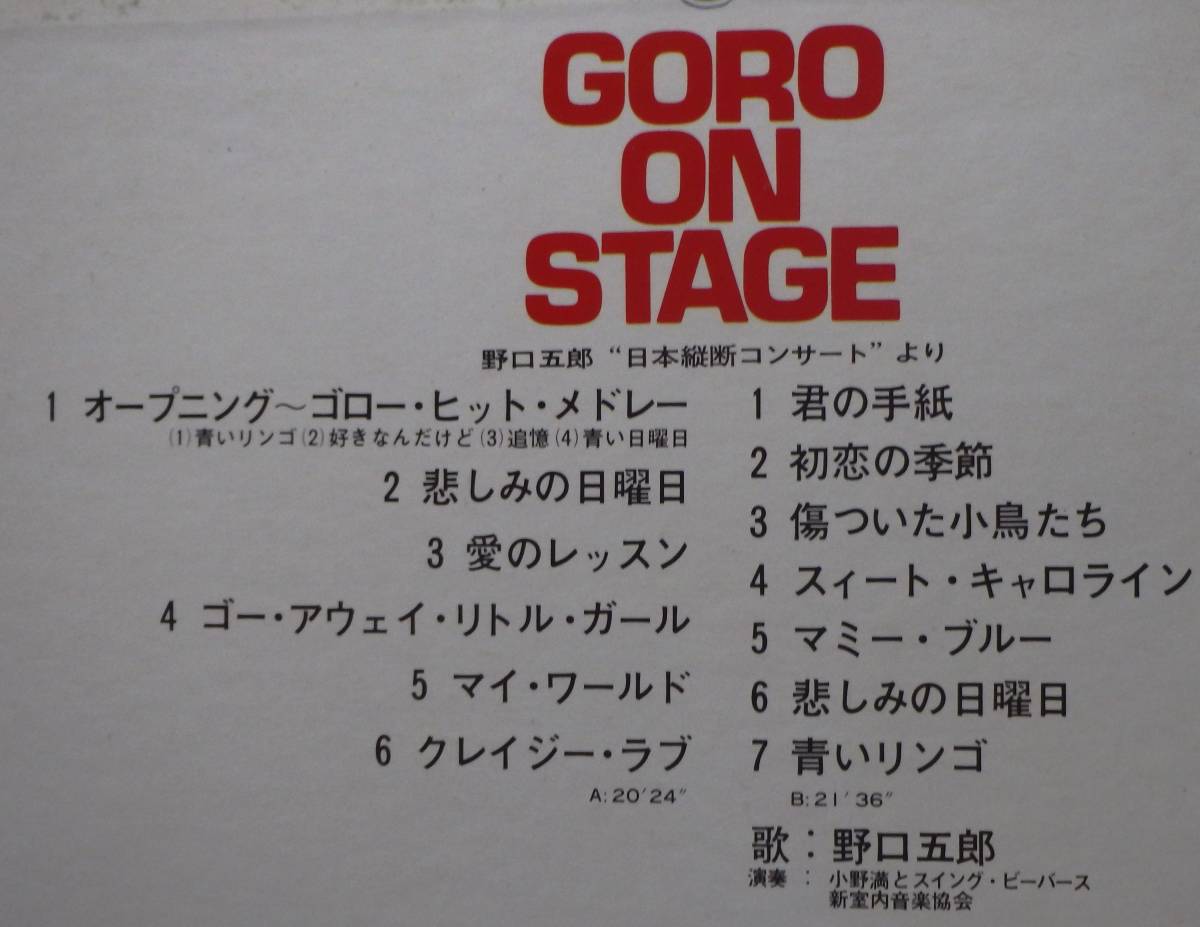 GORO
ON
STAGE
野口五郎 “日本縦断コンサート” より
1 オープニング〜ゴロー・ヒット・メドレー
(1)青いリンゴ(2)好きなんだけど(3)追憶(4)青い日曜日
2 悲しみの日曜日
3 愛のレッスン
4 ゴー・アウェイ・リトル・ガール
5 マイ・ワールド
6 クレイジー・ラブ
A:20′24″
1 君の手紙
2 初恋の季節
3 傷ついた小鳥たち
4 スィート・キャロライン
5 マミー・ブルー
6 悲しみの日曜日
7 青いリンゴ
B:21′36″
歌：野口五郎
演奏：小野満とスイング・ビーバース
新室内音楽協会